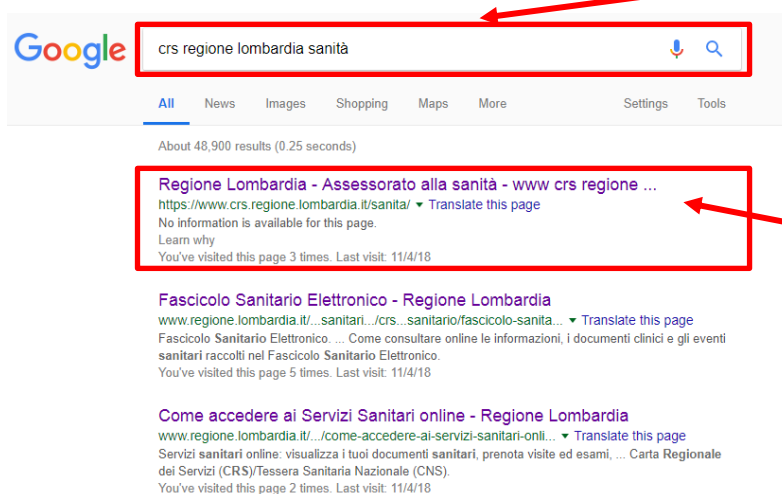 Google
crs regione lombardia sanità
All News Images Shopping Maps More Settings Tools
About 48,900 results (0.25 seconds)
Regione Lombardia - Assessorato alla sanità - www crs regione ...
https://www.crs.regione.lombardia.it/sanita/ ▼ Translate this page
No information is available for this page.
Learn why
You've visited this page 3 times. Last visit: 11/4/18
Fascicolo Sanitario Elettronico - Regione Lombardia
www.regione.lombardia.it/...sanitari.../crs...sanitario/fascicolo-sanita... ▼ Translate this page
Fascicolo Sanitario Elettronico. ... Come consultare online le informazioni, i documenti clinici e gli eventi
sanitari raccolti nel Fascicolo Sanitario Elettronico.
You've visited this page 5 times. Last visit: 11/4/18
Come accedere ai Servizi Sanitari online - Regione Lombardia
www.regione.lombardia.it/.../come-accedere-ai-servizi-sanitari-onli... ▼ Translate this page
Servizi sanitari online: visualizza i tuoi documenti sanitari, prenota visite ed esami, ... Carta Regionale
dei Servizi (CRS)/Tessera Sanitaria Nazionale (CNS).
You've visited this page 2 times. Last visit: 11/4/18